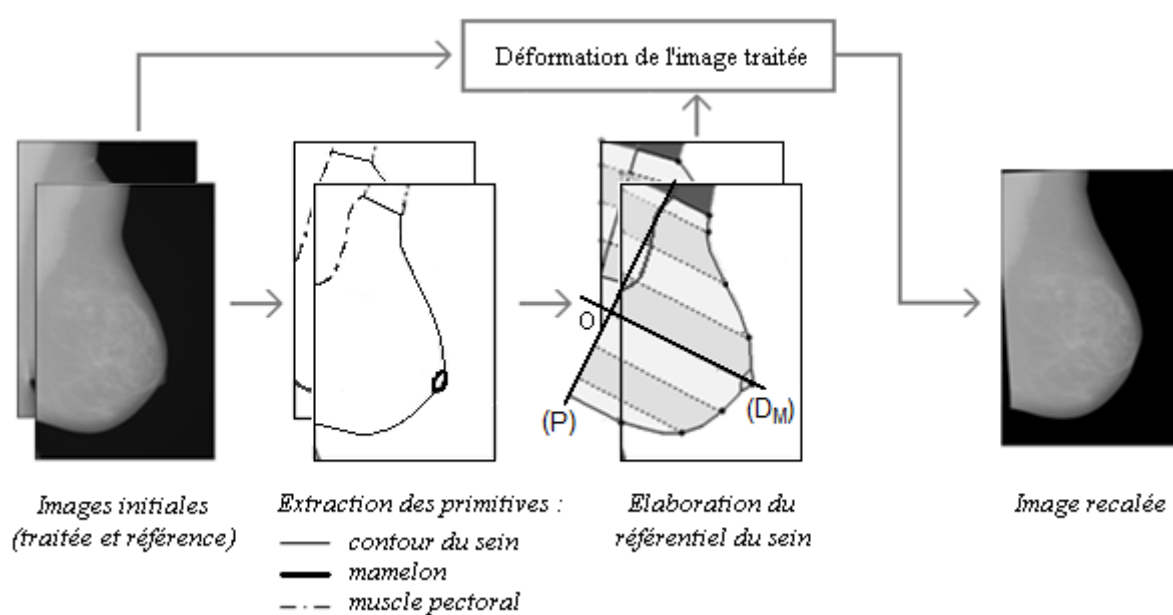 Déformation de l'image traitée
O
(P)
(DM)
Images initiales
(traitée et référence)
Extraction des primitives :
contour du sein
mamelon
muscle pectoral
Elaboration du
référentiel du sein
Image recalée